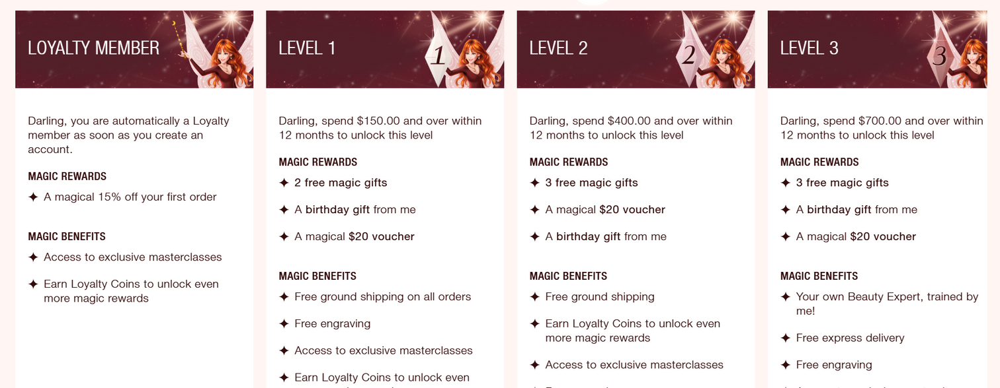 LOYALTY MEMBER
Darling, you are automatically a Loyalty
member as soon as you create an
account.
MAGIC REWARDS
A magical 15% off your first order
MAGIC BENEFITS
Access to exclusive masterclasses
Earn Loyalty Coins to unlock even
more magic rewards
LEVEL 1
1
Darling, spend $150.00 and over within
12 months to unlock this level
MAGIC REWARDS
2 free magic gifts
A birthday gift from me
A magical $20 voucher
MAGIC BENEFITS
Free ground shipping on all orders
Free engraving
Access to exclusive masterclasses
Earn Loyalty Coins to unlock even
LEVEL 2
2
Darling, spend $400.00 and over within
12 months to unlock this level
MAGIC REWARDS
3 free magic gifts
A magical $20 voucher
A birthday gift from me
MAGIC BENEFITS
Free ground shipping
Earn Loyalty Coins to unlock even
more magic rewards
Access to exclusive masterclasses
LEVEL 3
3
Darling, spend $700.00 and over within
12 months to unlock this level
MAGIC REWARDS
3 free magic gifts
A birthday gift from me
A magical $20 voucher
MAGIC BENEFITS
Your own Beauty Expert, trained by
me!
Free express delivery
Free engraving